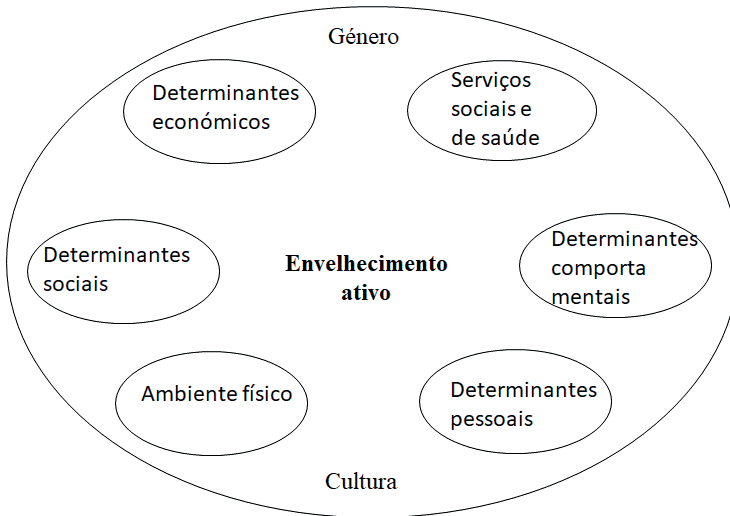 Género
Determinantes
económicos
Serviços
sociais e
de saúde
Determinantes
sociais
Envelhecimento
ativo
Determinantes
comporta
mentais
Ambiente físico
Determinantes
pessoais
Cultura